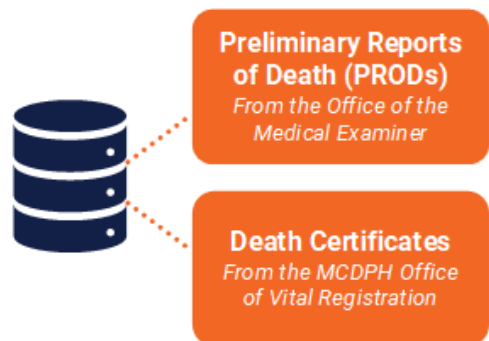 Preliminary Reports
of Death (PRODs)
From the Office of the
Medical Examiner
Death Certificates
From the MCDPH Office
of Vital Registration